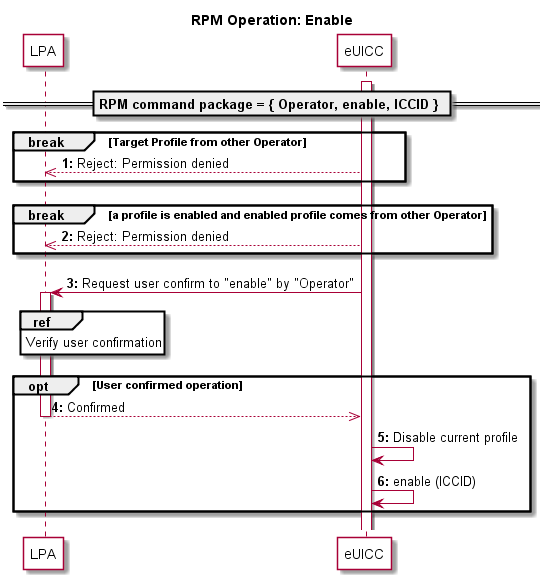 RPM Operation: Enable
LPA
eUICC
RPM command package = { Operator, enable, ICCID }
break [Target Profile from other Operator]
1: Reject: Permission denied
break [a profile is enabled and enabled profile comes from other Operator]
2: Reject: Permission denied
3: Request user confirm to "enable" by "Operator"
ref
Verify user confirmation
opt [User confirmed operation]
4: Confirmed
5: Disable current profile
6: enable (ICCID)
LPA
eUICC